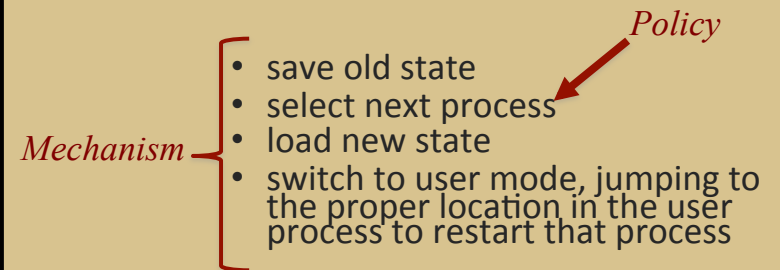 Policy
• save old state
• select next process
• load new state
Mechanism
• switch to user mode, jumping to
the proper location in the user
process to restart that process